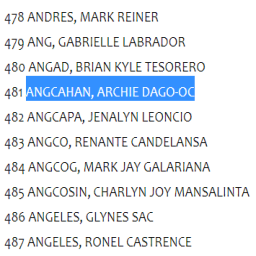 478 ANDRES, MARK REINER
479 ANG, GABRIELLE LABRADOR
480 ANGAD, BRIAN KYLE TESORERO
481 ANGCAHAN, ARCHIE DAGO-OC
482 ANGCAPA, JENALYN LEONCIO
483 ANGCO, RENANTE CANDELANSA
484 ANGCOG, MARK JAY GALARIANA
485 ANGCOSIN, CHARLYN JOY MANSALINTA
486 ANGELES, GLYNES SAC
487 ANGELES, RONEL CASTRENCE